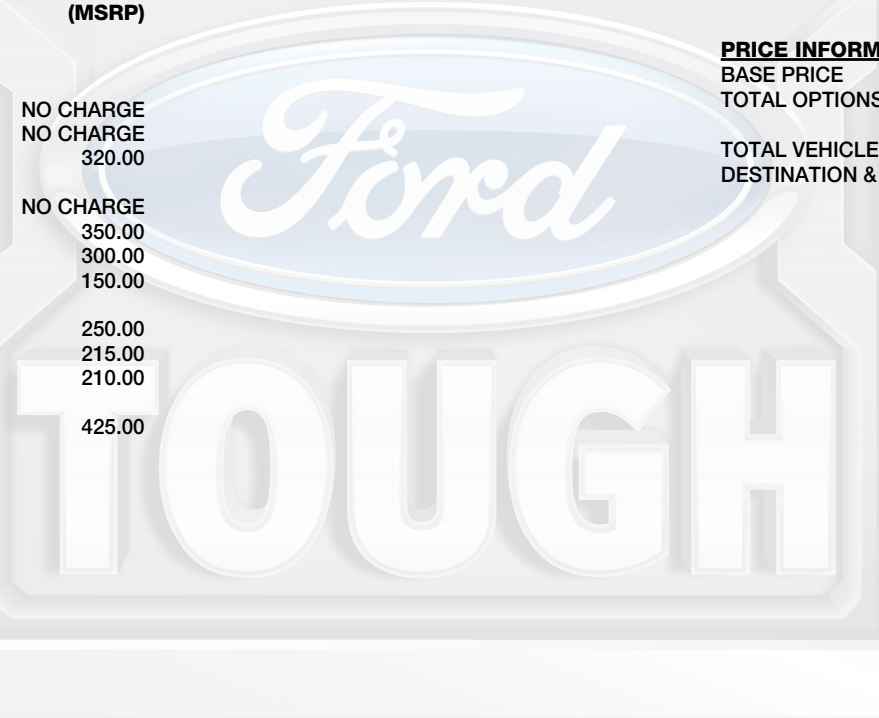 (MSRP)
NO CHARGE
NO CHARGE
320.00
NO CHARGE
350.00
300.00
150.00
250.00
215.00
210.00
425.00
PRICE INFORM
BASE PRICE
TOTAL OPTIONS
TOTAL VEHICLE
DESTINATION &
Ford
TOUGH